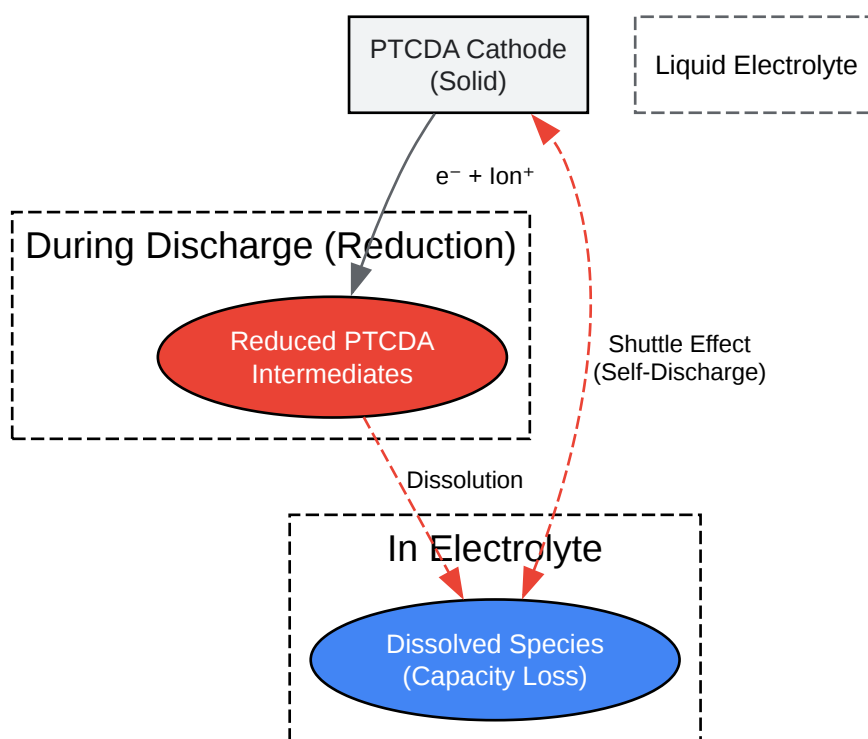 PTCDA Cathode
(Solid)
Liquid Electrolyte
e⁻ + Ion⁺
During Discharge (Reduction)
Reduced PTCDA
Intermediates
Shuttle Effect
(Self-Discharge)
Dissolution
In Electrolyte
Dissolved Species
(Capacity Loss)